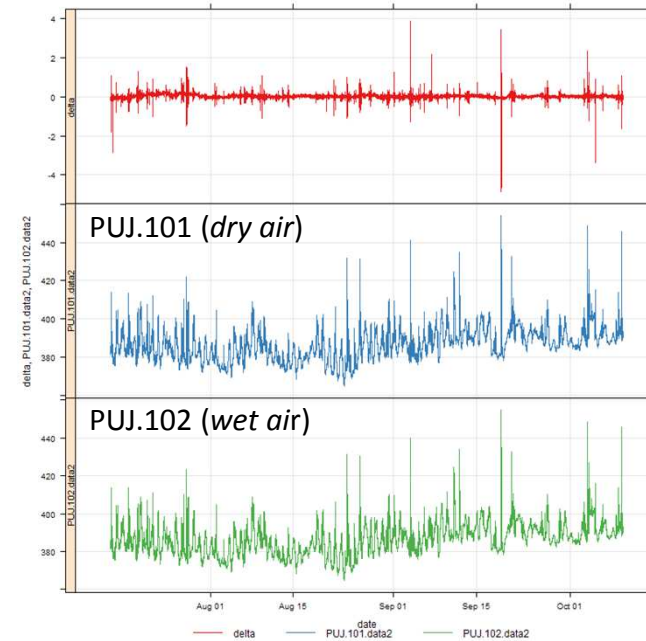 4
2
0
-2
-4
delta
PUJ.101 (dry air)
440
420
400
380
PUJ.101.data2
PUJ.102 (wet air)
440
420
400
380
PUJ.102.data2
delta, PUJ.101.data2, PUJ.102.data2
Aug 01 Aug 15 Sep 01 Sep 15 Oct 01
date
delta PUJ.101.data2 PUJ.102.data2